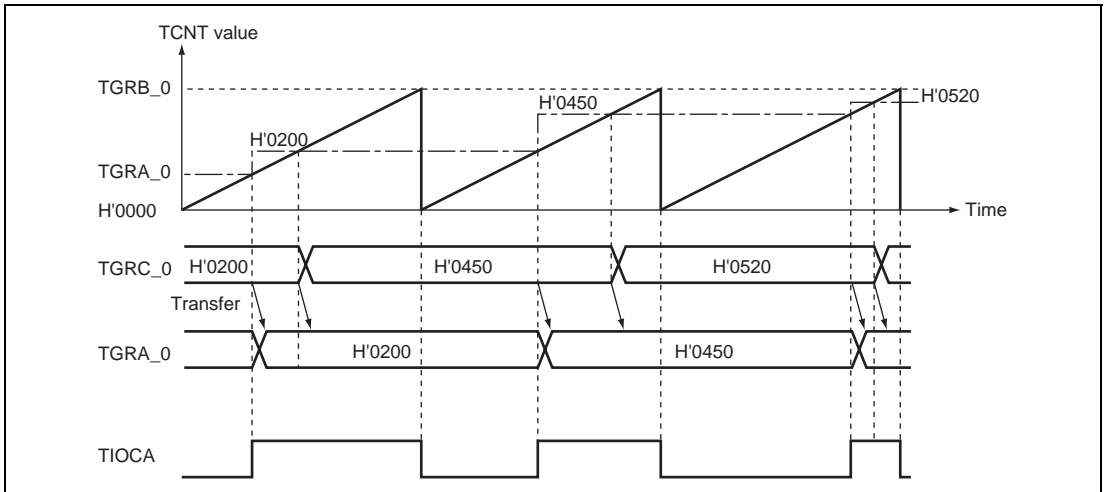 TCNT value
TGRB_0
H'0520
H'0450
H'0200
TGRA_0
H'0000
Time
TGRC_0
H'0200
H'0450
H'0520
Transfer
TGRA_0
H'0200
H'0450
TIOCA